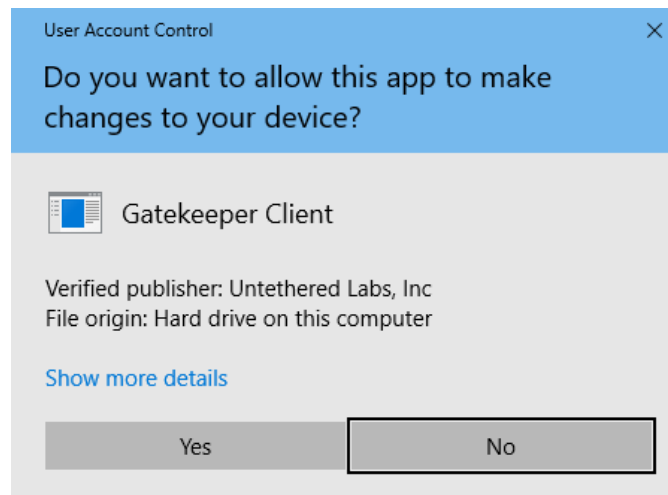 User Account Control
Do you want to allow this app to make
changes to your device?
Gatekeeper Client
Verified publisher: Untethered Labs, Inc
File origin: Hard drive on this computer
Show more details
Yes
No